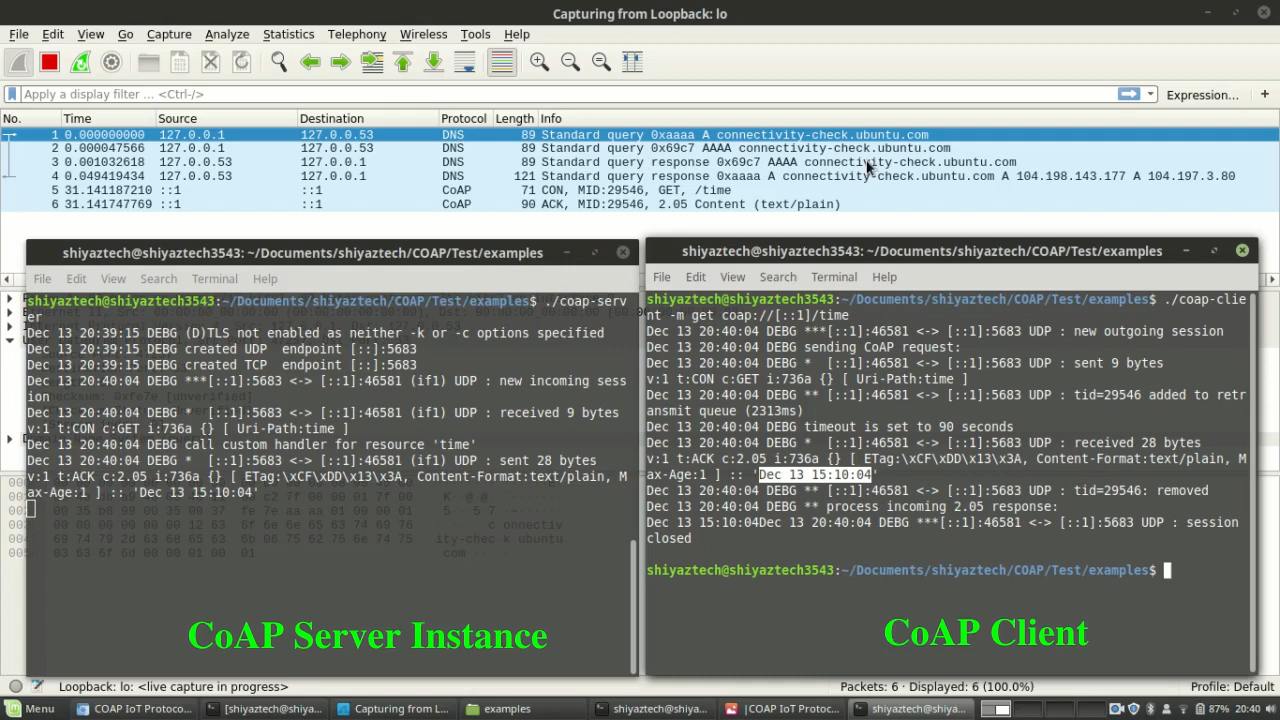 Capturing from Loopback: lo
File Edit View Go Capture Analyze Statistics Telephony Wireless Tools Help
Apply a display filter ... <Ctrl-/> Expression... +
No. Time Source Destination Protocol Length Info
1 0.000000000 127.0.0.1 127.0.0.53 DNS 89 Standard query 0xaaaa A connectivity-check.ubuntu.com
2 0.000047566 127.0.0.1 127.0.0.53 DNS 89 Standard query 0x69c7 AAAA connectivity-check.ubuntu.com
3 0.001032618 127.0.0.53 127.0.0.1 DNS 89 Standard query response 0x69c7 AAAA connectivity-check.ubuntu.com
4 0.049419434 127.0.0.53 127.0.0.1 DNS 121 Standard query response 0xaaaa A connectivity-check.ubuntu.com A 104.198.143.177 A 104.197.3.80
5 31.141187210 ::1 ::1 CoAP 71 CON, MID:29546, GET, /time
6 31.141747769 ::1 ::1 CoAP 90 ACK, MID:29546, 2.05 Content (text/plain)
shiyaztech@shiyaztech3543: ~/Documents/shiyaztech/COAP/Test/examples
File Edit View Search Terminal Help
shiyaztech@shiyaztech3543:~/Documents/shiyaztech/COAP/Test/examples$ ./coap-serv
er
Dec 13 20:39:15 DEBG (D)TLS not enabled as neither -k or -c options specified
Dec 13 20:39:15 DEBG created UDP  endpoint [::]:5683
Dec 13 20:39:15 DEBG created TCP  endpoint [::]:5683
Dec 13 20:40:04 DEBG ***[::1]:5683 <-> [::1]:46581 (if1) UDP : new incoming sess
ion
Dec 13 20:40:04 DEBG *  [::1]:5683 <-> [::1]:46581 (if1) UDP : received 9 bytes
v:1 t:CON c:GET i:736a {} [ Uri-Path:time ]
Dec 13 20:40:04 DEBG call custom handler for resource 'time'
Dec 13 20:40:04 DEBG *  [::1]:5683 <-> [::1]:46581 (if1) UDP : sent 28 bytes
v:1 t:ACK c:2.05 i:736a {} [ ETag:\xCF\xDD\x13\x3A, Content-Format:text/plain, M
ax-Age:1 ] :: 'Dec 13 15:10:04'
CoAP Server Instance
shiyaztech@shiyaztech3543: ~/Documents/shiyaztech/COAP/Test/examples
File Edit View Search Terminal Help
shiyaztech@shiyaztech3543:~/Documents/shiyaztech/COAP/Test/examples$ ./coap-clie
nt -m get coap://[::1]/time
Dec 13 20:40:04 DEBG ***[::1]:46581 <-> [::1]:5683 UDP : new outgoing session
Dec 13 20:40:04 DEBG sending CoAP request:
Dec 13 20:40:04 DEBG *  [::1]:46581 <-> [::1]:5683 UDP : sent 9 bytes
v:1 t:CON c:GET i:736a {} [ Uri-Path:time ]
Dec 13 20:40:04 DEBG ** [::1]:46581 <-> [::1]:5683 UDP : tid=29546 added to retr
ansmit queue (2313ms)
Dec 13 20:40:04 DEBG timeout is set to 90 seconds
Dec 13 20:40:04 DEBG *  [::1]:46581 <-> [::1]:5683 UDP : received 28 bytes
v:1 t:ACK c:2.05 i:736a {} [ ETag:\xCF\xDD\x13\x3A, Content-Format:text/plain, M
ax-Age:1 ] :: 'Dec 13 15:10:04'
Dec 13 20:40:04 DEBG ** [::1]:46581 <-> [::1]:5683 UDP : tid=29546: removed
Dec 13 20:40:04 DEBG ** process incoming 2.05 response:
Dec 13 15:10:04Dec 13 20:40:04 DEBG ***[::1]:46581 <-> [::1]:5683 UDP : session
closed
shiyaztech@shiyaztech3543:~/Documents/shiyaztech/COAP/Test/examples$
CoAP Client
Loopback: lo: <live capture in progress> Packets: 6 · Displayed: 6 (100.0%) Profile: Default
Menu COAP IoT Protoco... [shiyaztech@shiya... Capturing from L... examples shiyaztech@shiya... [COAP IoT Protoc... shiyaztech@shiya... 87% 20:40